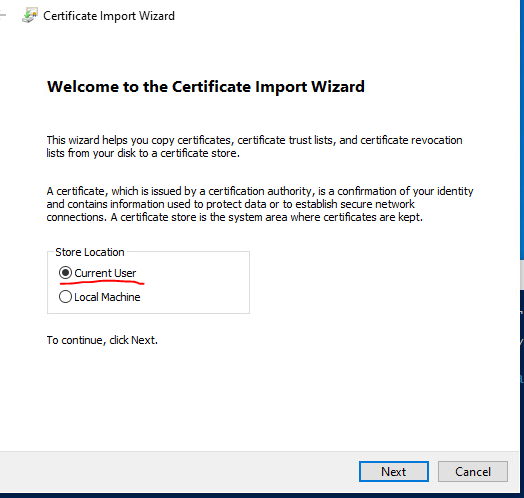 Certificate Import Wizard
Welcome to the Certificate Import Wizard
This wizard helps you copy certificates, certificate trust lists, and certificate revocation
lists from your disk to a certificate store.
A certificate, which is issued by a certification authority, is a confirmation of your identity
and contains information used to protect data or to establish secure network
connections. A certificate store is the system area where certificates are kept.
Store Location
Current User
Local Machine
To continue, click Next.
Next
Cancel